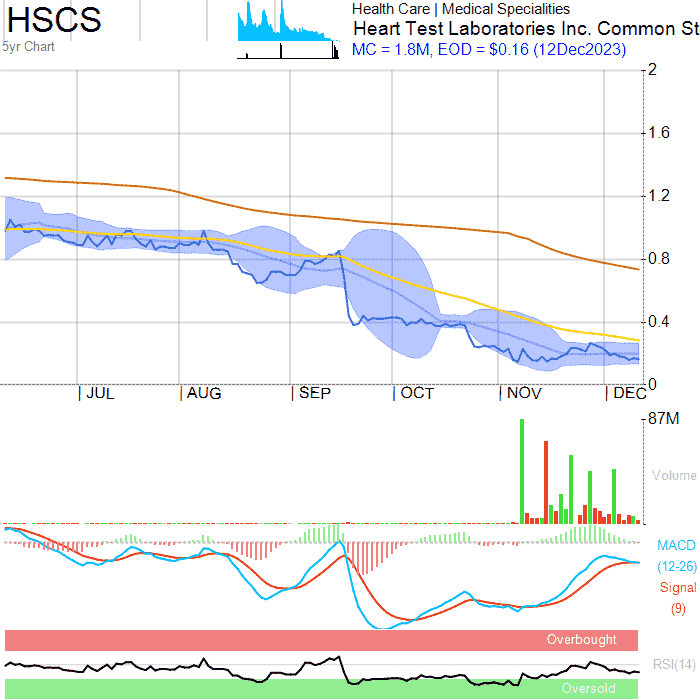 HSCS
5yr Chart
Health Care | Medical Specialities
Heart Test Laboratories Inc. Common St
MC = 1.8M, EOD = $0.16 (12Dec2023)
2
1.6
1.2
0.8
0.4
0
| JUL | AUG | SEP | OCT | NOV | DEC
87M
Volume
MACD
(12-26)
Signal
(9)
Overbought
RSI(14)
Oversold